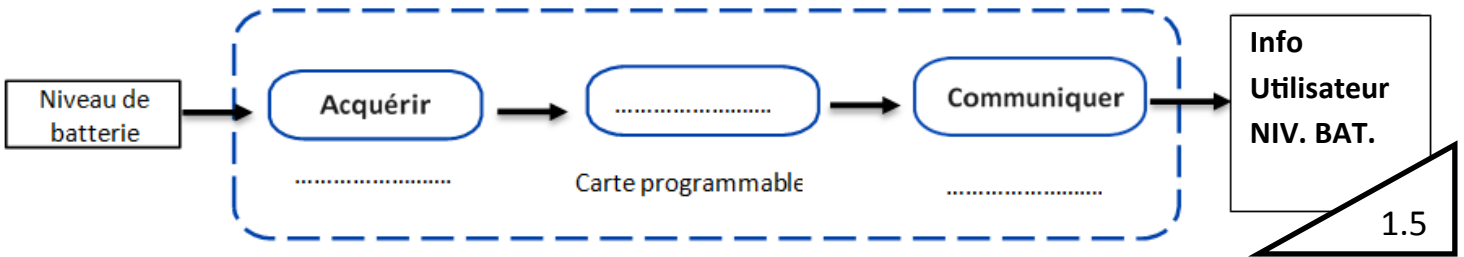 Niveau de
batterie
Acquérir
.............................
.............................
Carte programmable
Communiquer
.............................
Info
Utilisateur
NIV. BAT.
1.5